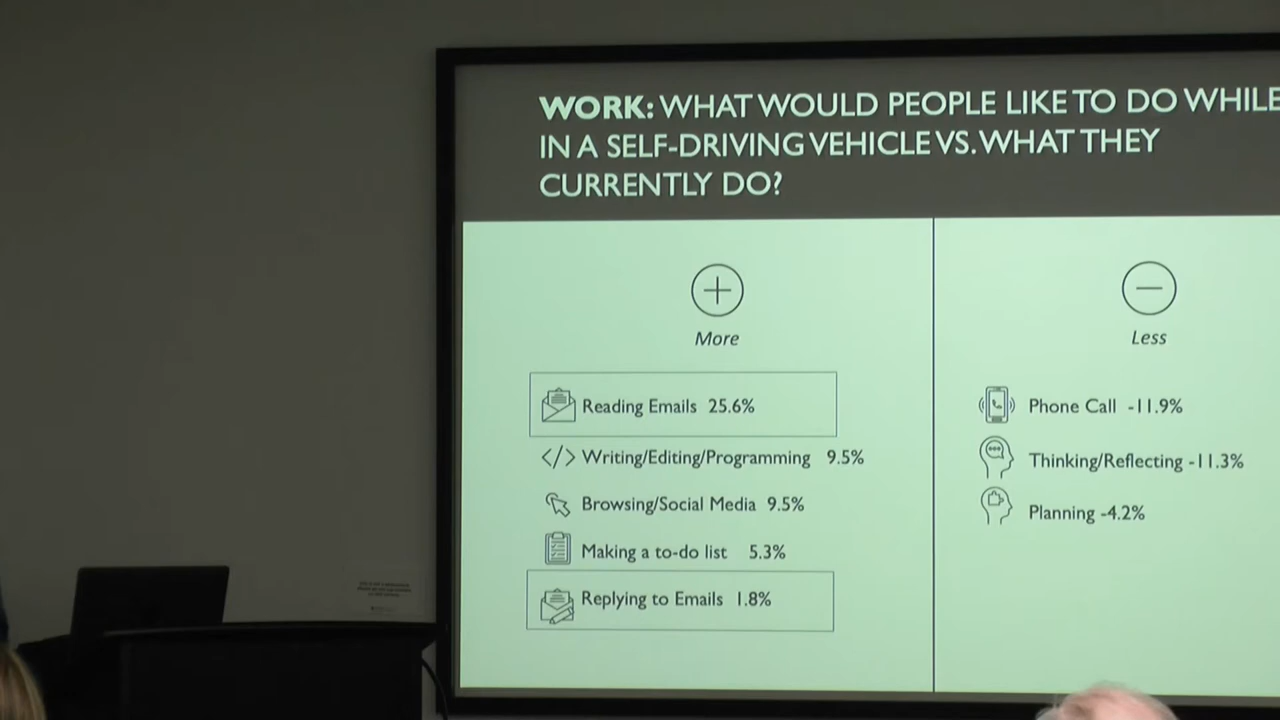 WORK: WHAT WOULD PEOPLE LIKE TO DO WHILE
IN A SELF-DRIVING VEHICLE VS. WHAT THEY
CURRENTLY DO?
More
Less
Reading Emails 25.6%
Phone Call -11.9%
</> Writing/Editing/Programming 9.5%
Thinking/Reflecting -11.3%
Browsing/Social Media 9.5%
Planning -4.2%
Making a to-do list 5.3%
Replying to Emails 1.8%